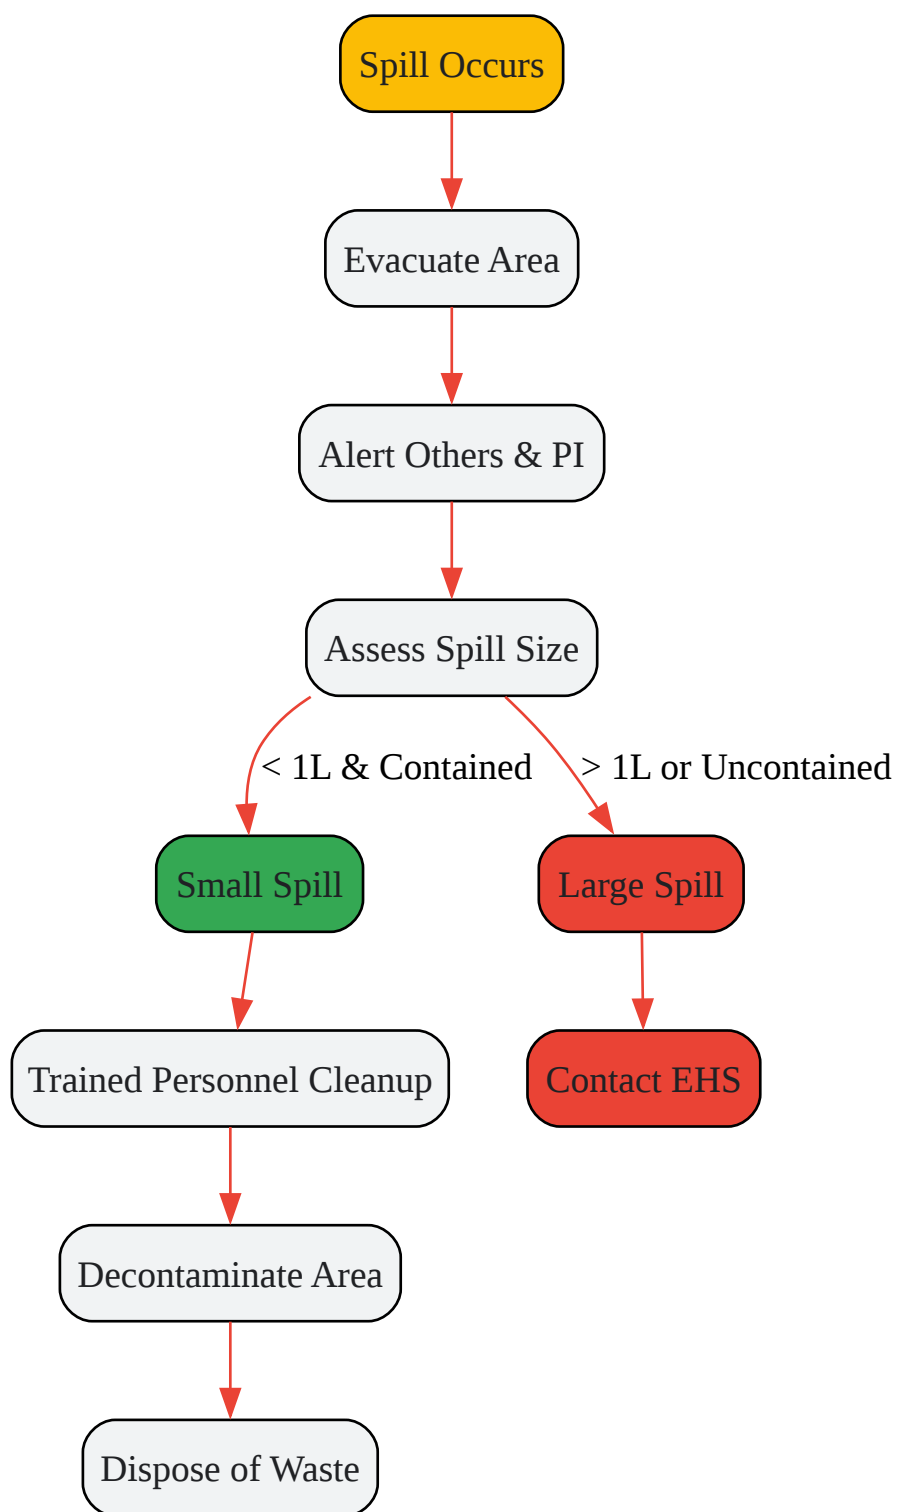 Spill Occurs
Evacuate Area
Alert Others & PI
Assess Spill Size
< 1L & Contained
> 1L or Uncontained
Small Spill
Large Spill
Trained Personnel Cleanup
Contact EHS
Decontaminate Area
Dispose of Waste